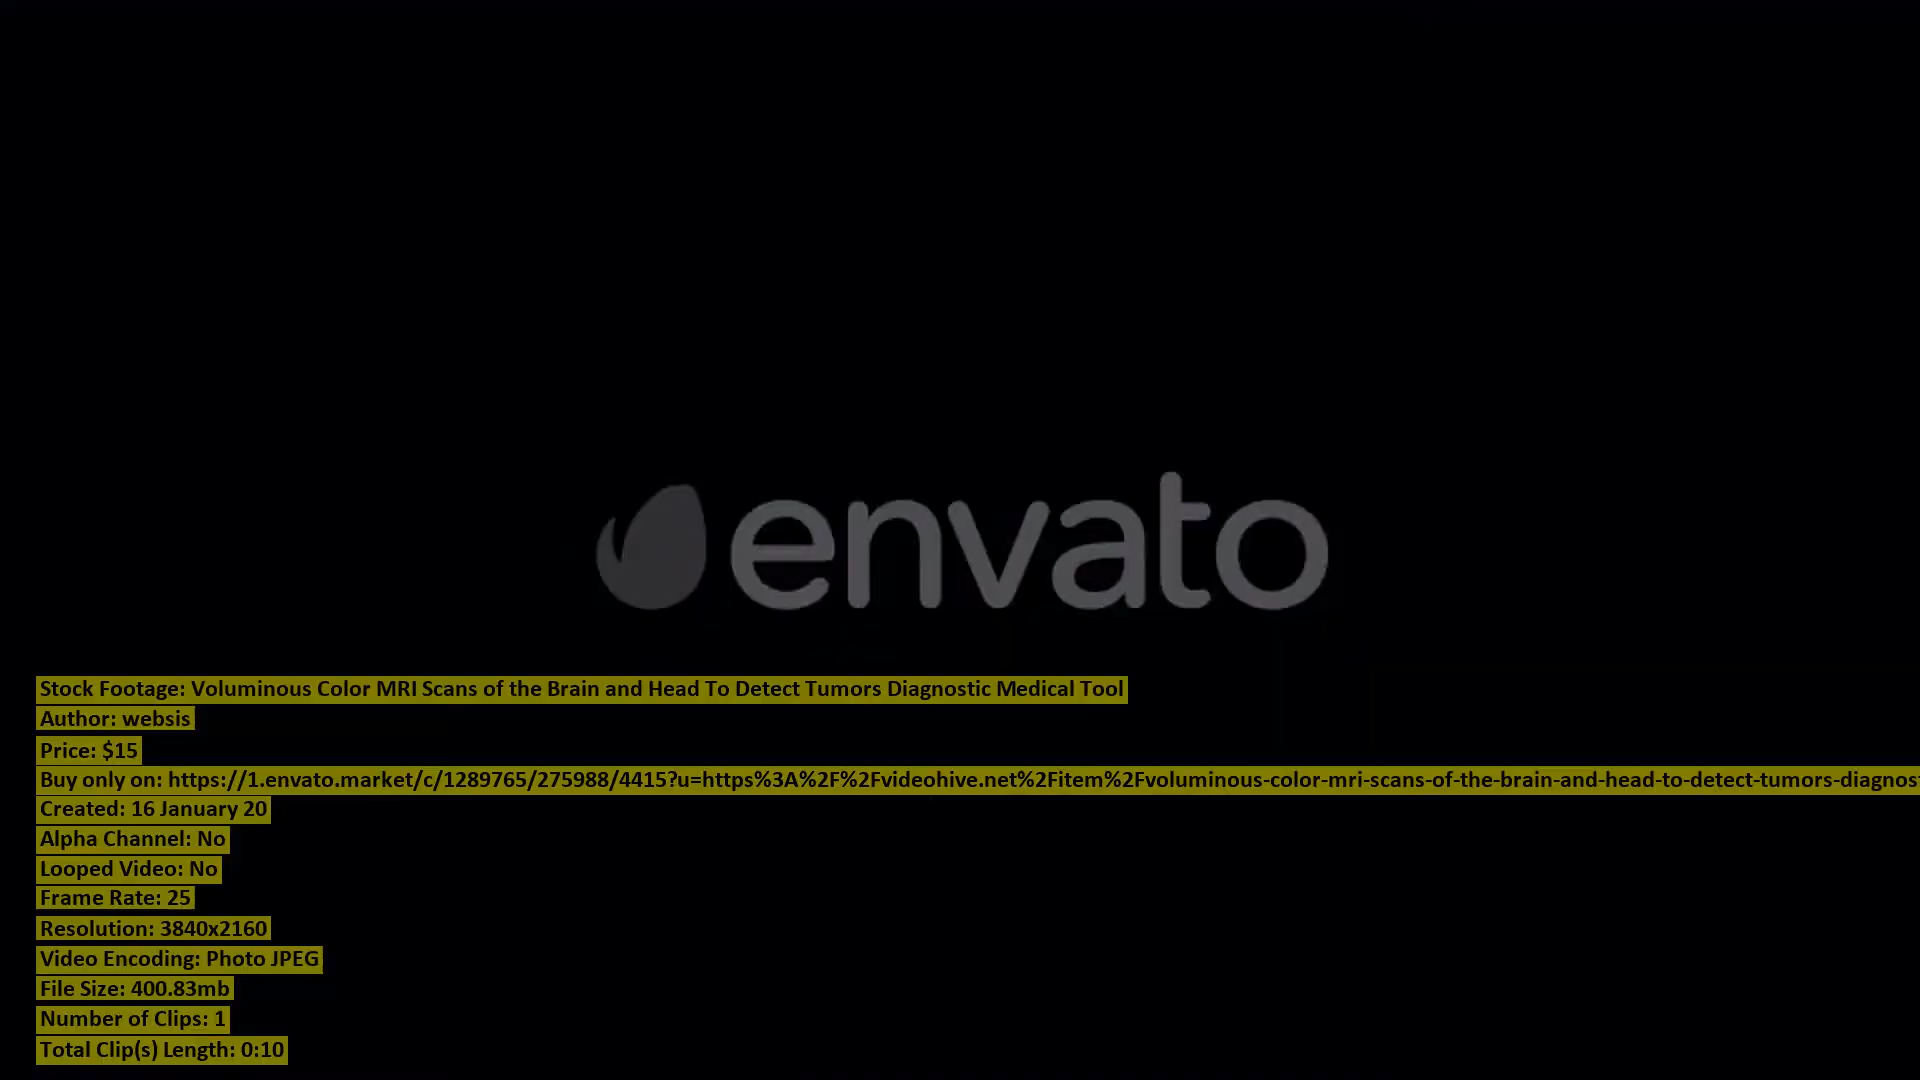 envato
Stock Footage: Voluminous Color MRI Scans of the Brain and Head To Detect Tumors Diagnostic Medical Tool
Author: websis
Price: $15
Buy only on: https://1.envato.market/c/1289765/275988/4415?u=https%3A%2F%2Fvideohive.net%2Fitem%2Fvoluminous-color-mri-scans-of-the-brain-and-head-to-detect-tumors-diagnos
Created: 16 January 20
Alpha Channel: No
Looped Video: No
Frame Rate: 25
Resolution: 3840x2160
Video Encoding: Photo JPEG
File Size: 400.83mb
Number of Clips: 1
Total Clip(s) Length: 0:10